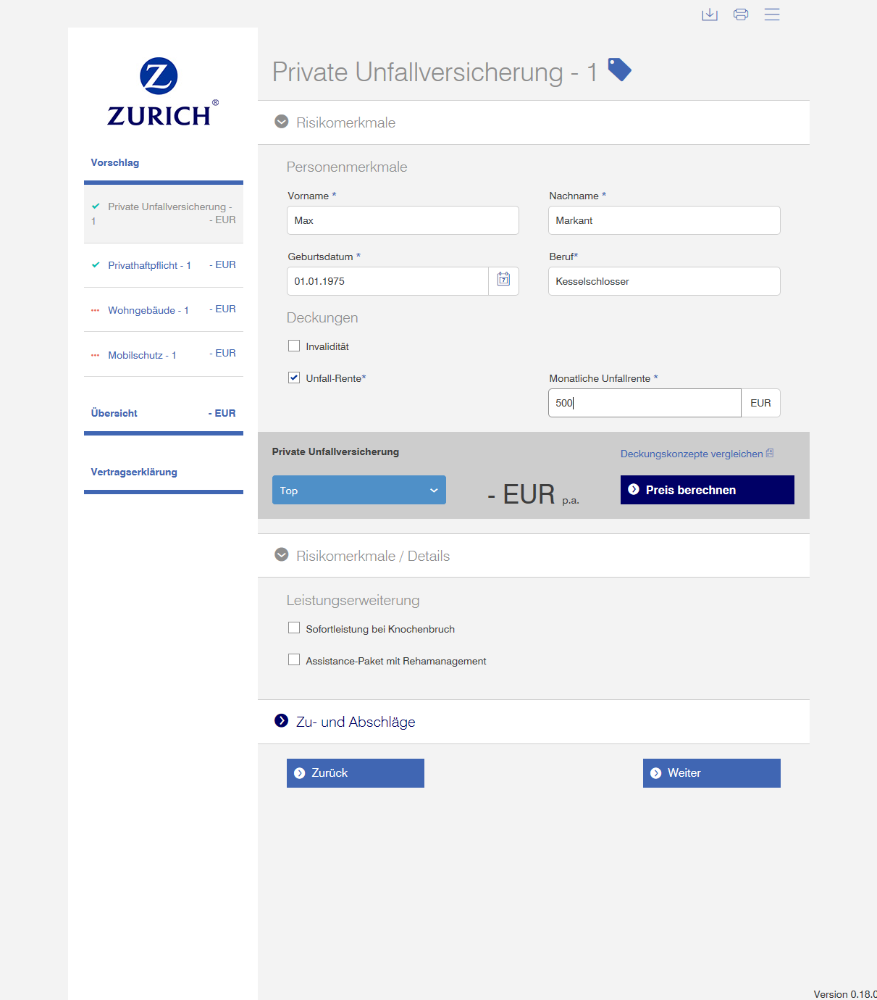 Private Unfallversicherung - 1
ZURICH®
Vorschlag
Private Unfallversicherung -
1 - EUR
Privathaftpflicht - 1 - EUR
Wohngebäude - 1 - EUR
Mobilschutz - 1 - EUR
Übersicht - EUR
Vertragserklärung
Risikomerkmale
Personenmerkmale
Vorname * Nachname *
Max Markant
Geburtsdatum * Beruf*
01.01.1975 7 Kesselschlosser
Deckungen
Invalidität
Unfall-Rente* Monatliche Unfallrente *
500 EUR
Private Unfallversicherung Deckungskonzepte vergleichen
Top - EUR p.a. Preis berechnen
Risikomerkmale / Details
Leistungserweiterung
Sofortleistung bei Knochenbruch
Assistance-Paket mit Rehamanagement
Zu- und Abschläge
Zurück Weiter
Version 0.18.0